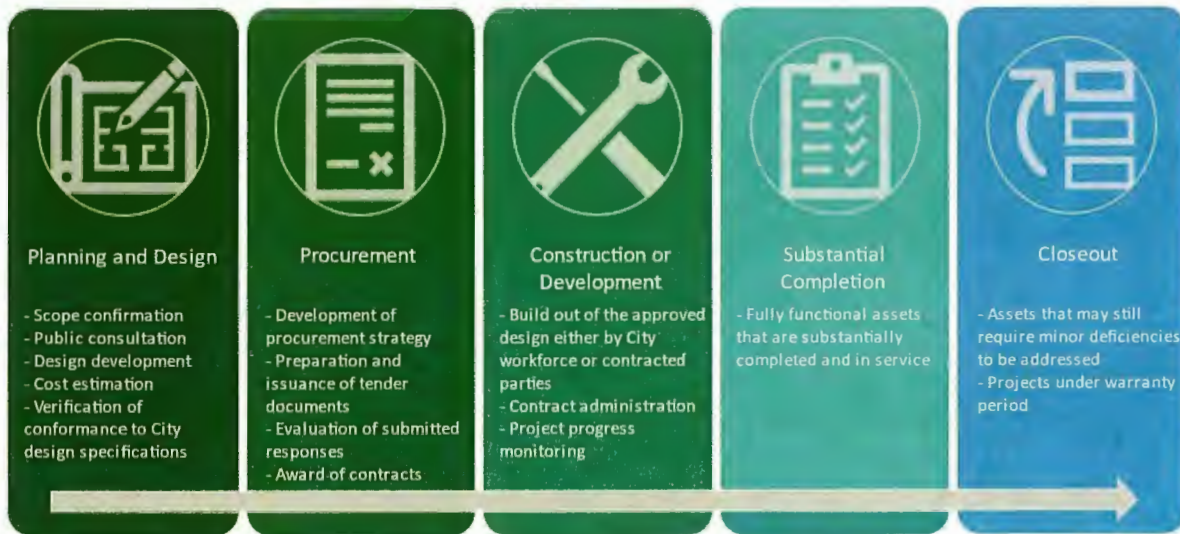 Planning and Design
- Scope confirmation
- Public consultation
- Design development
- Cost estimation
- Verification of
conformance to City
design specifications
Procurement
- Development of
procurement strategy
- Preparation and
issuance of tender
documents
- Evaluation of submitted
responses
- Award of contracts
Construction or
Development
- Build out of the approved
design either by City
workforce or contracted
parties
- Contract administration
- Project progress
monitoring
Substantial
Completion
- Fully functional assets
that are substantially
completed and in service
Closeout
- Assets that may still
require minor deficiencies
to be addressed
- Projects under warranty
period